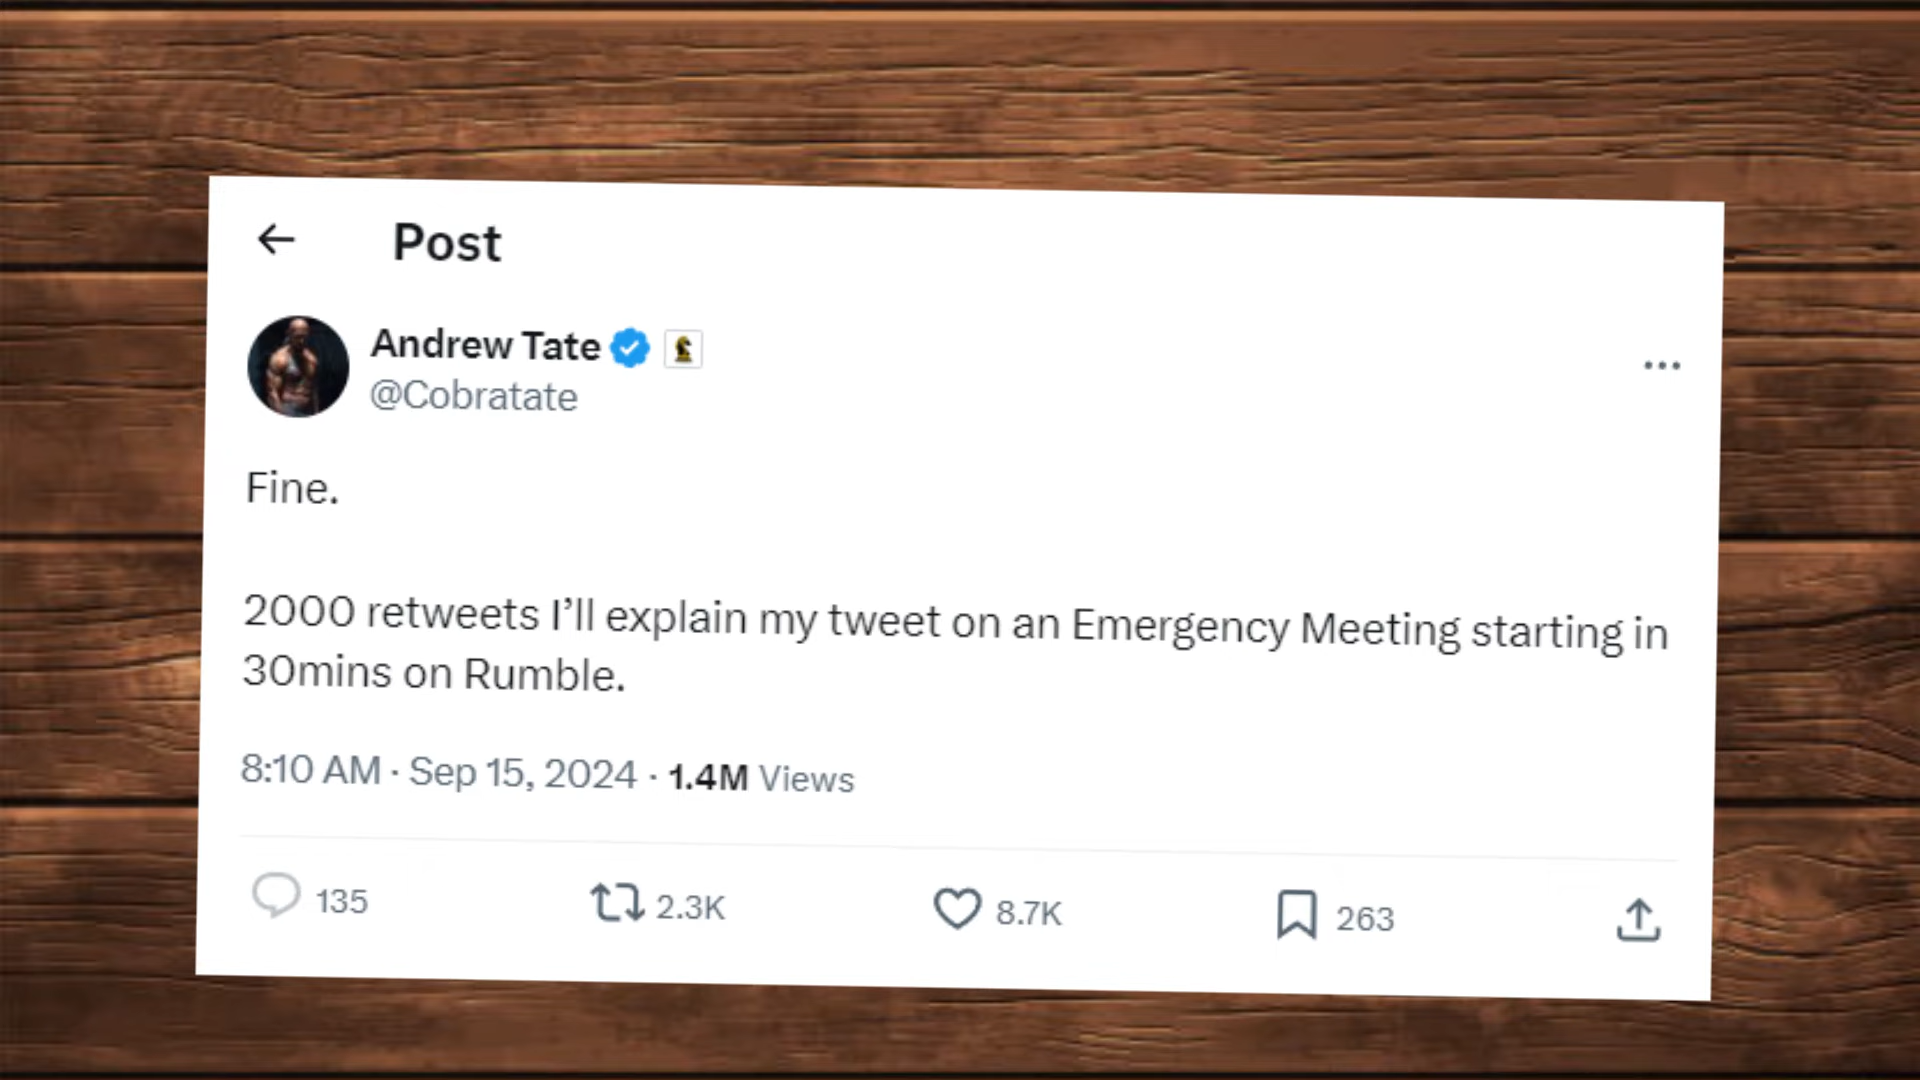 Post
Andrew Tate
@Cobratate
Fine.
2000 retweets I’ll explain my tweet on an Emergency Meeting starting in
30mins on Rumble.
8:10 AM · Sep 15, 2024 · 1.4M Views
135 2.3K 8.7K 263